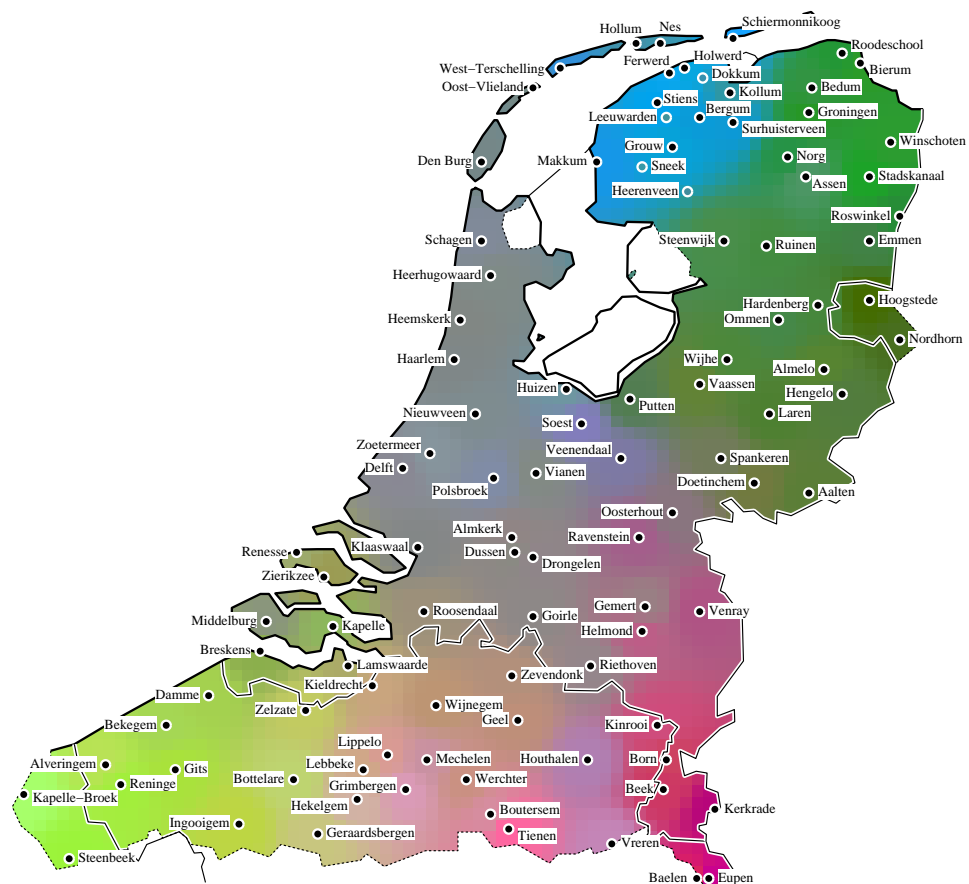 Schiermonnikoog
Hollum
Nes
Roodeschool
West–Terschelling
Ferwerd
Holwerd
Bierum
Oost–Vlieland
Dokkum
Kollum
Bedum
Stiens
Leeuwarden
Bergum
Groningen
Surhuisterveen
Winschoten
Grouw
Den Burg
Makkum
Sneek
Norg
Assen
Stadskanaal
Heerenveen
Roswinkel
Schagen
Steenwijk
Ruinen
Emmen
Heerhugowaard
Hardenberg
Hoogstede
Heemskerk
Ommen
Nordhorn
Haarlem
Wijhe
Almelo
Huizen
Vaassen
Hengelo
Putten
Nieuwveen
Laren
Soest
Zoetermeer
Veenendaal
Spankeren
Delft
Vianen
Polsbroek
Doetinchem
Aalten
Oosterhout
Almkerk
Ravenstein
Renesse
Klaaswaal
Dussen
Drongelen
Zierikzee
Gemert
Venray
Middelburg
Kapelle
Roosendaal
Goirle
Helmond
Breskens
Lamswaarde
Riethoven
Zevendonk
Kieldrecht
Damme
Zelzate
Wijnegem
Geel
Bekegem
Kinrooi
Lippelo
Mechelen
Houthalen
Born
Alveringem
Gits
Lebbeke
Reninge
Bottelare
Werchter
Kapelle–Broek
Grimbergen
Beek
Hekelgem
Kerkrade
Boutersem
Ingooigem
Geraardsbergen
Tienen
Vreren
Steenbeek
Baelen
Eupen